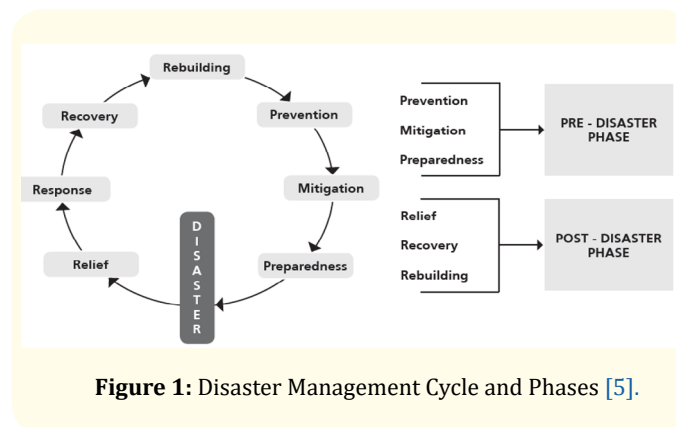 Rebuilding
Prevention
Mitigation
Preparedness
DISASTER
Relief
Response
Recovery
Prevention
Mitigation
Preparedness
PRE - DISASTER
PHASE
Relief
Recovery
Rebuilding
POST - DISASTER
PHASE
Figure 1: Disaster Management Cycle and Phases [5].